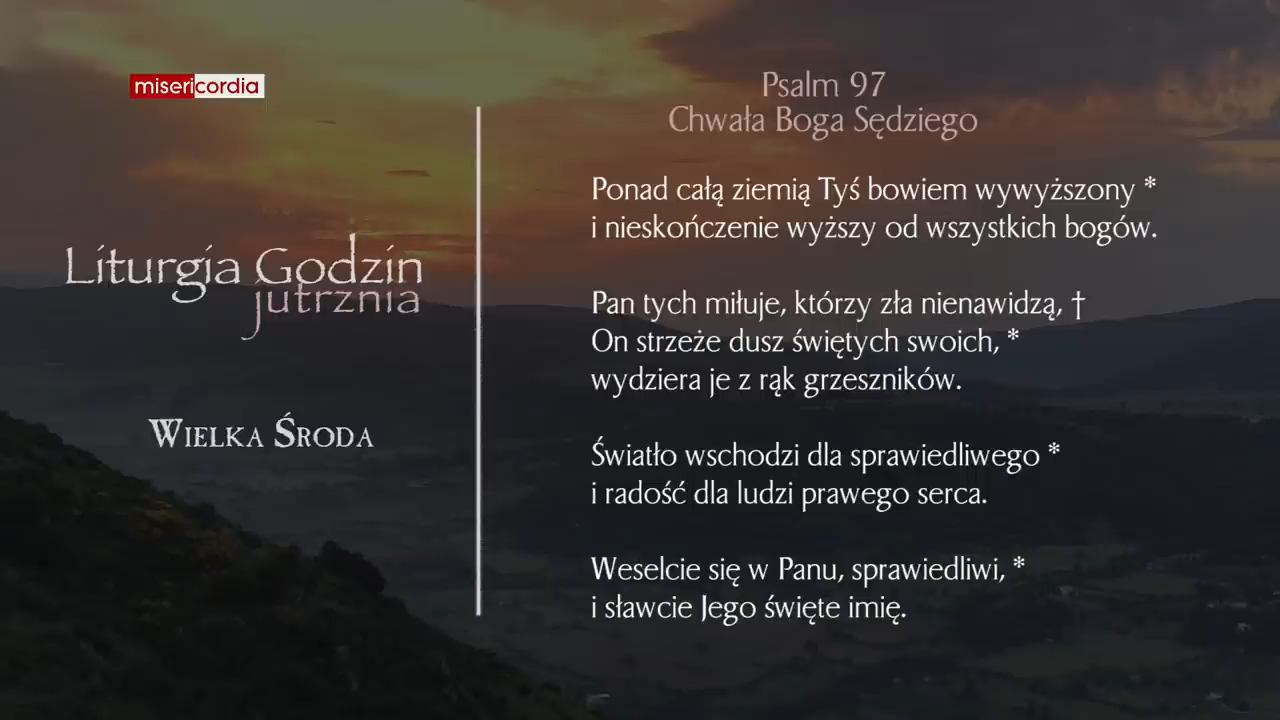 misericordia
Liturgia Godzin
jutrznia
Wielka Środa
Psalm 97
Chwała Boga Sędziego
Ponad całą ziemią Tyś bowiem wywyższony *
i nieskończenie wyższy od wszystkich bogów.
Pan tych miłuje, którzy zła nienawidzą, †
On strzeże dusz świętych swoich, *
wydziera je z rąk grzeszników.
Światło wschodzi dla sprawiedliwego *
i radość dla ludzi prawego serca.
Weselcie się w Panu, sprawiedliwi, *
i sławcie Jego święte imię.